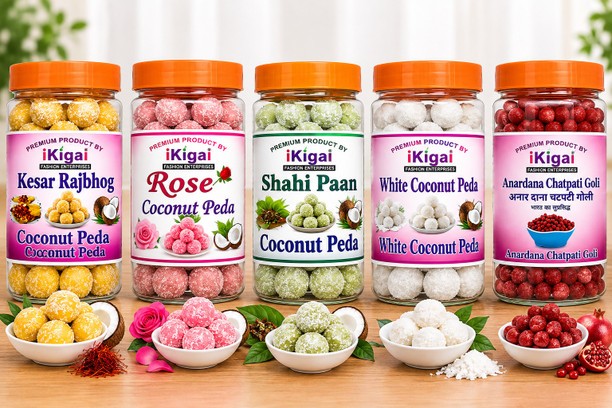 PREMIUM PRODUCT BY
iKigai
FASHION ENTERPRISES
Kesar Rajbhog
Coconut Peda
Coconut Peda
PREMIUM PRODUCT BY
iKigai
FASHION ENTERPRISES
Rose
Coconut Peda
PREMIUM PRODUCT BY
iKigai
FASHION ENTERPRISES
Shahi Paan
Coconut Peda
PREMIUM PRODUCT BY
iKigai
FASHION ENTERPRISES
White Coconut Peda
White Coconut Peda
PREMIUM PRODUCT BY
iKigai
FASHION ENTERPRISES
Anardana Chatpati Goli
अनार दाना चटपटी गोली
भारत का सुप्रसिद्ध
Anardana Chatpati Goli